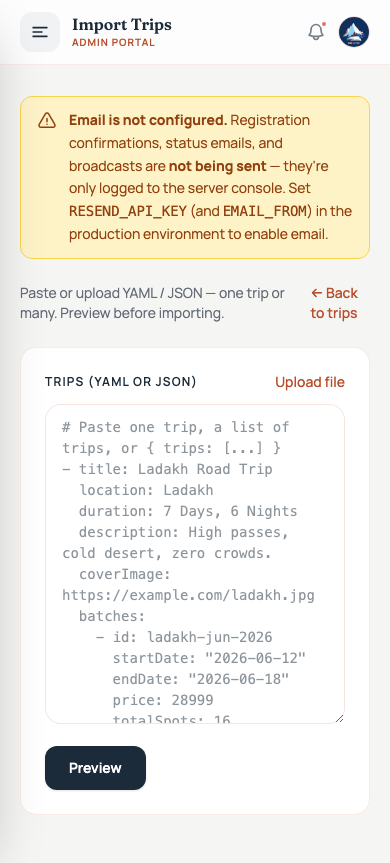 Import Trips
ADMIN PORTAL
Email is not configured. Registration
confirmations, status emails, and
broadcasts are not being sent — they're
only logged to the server console. Set
RESEND_API_KEY (and EMAIL_FROM) in the
production environment to enable email.
Paste or upload YAML / JSON — one trip or
many. Preview before importing.
← Back
to trips
TRIPS (YAML OR JSON)
Upload file
# Paste one trip, a list of
trips, or { trips: [...] }
– title: Ladakh Road Trip
location: Ladakh
duration: 7 Days, 6 Nights
description: High passes,
cold desert, zero crowds.
coverImage:
https://example.com/ladakh.jpg
batches:
– id: ladakh-jun-2026
startDate: "2026-06-12"
endDate: "2026-06-18"
price: 28999
totalSpots: 16
Preview